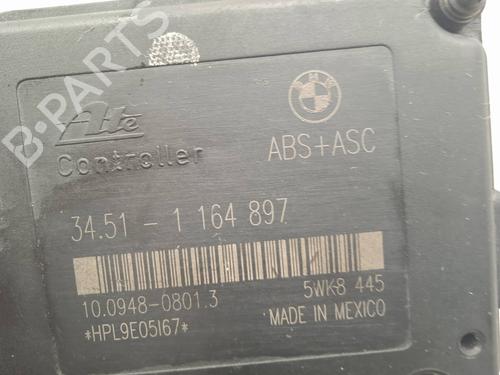 B-PARTS
BMW
Ate
Controller
ABS+ASC
34.51 - 1 164 897
10.0948-0801.3
5WK8 445
*HPL9E05I67*
MADE IN MEXICO